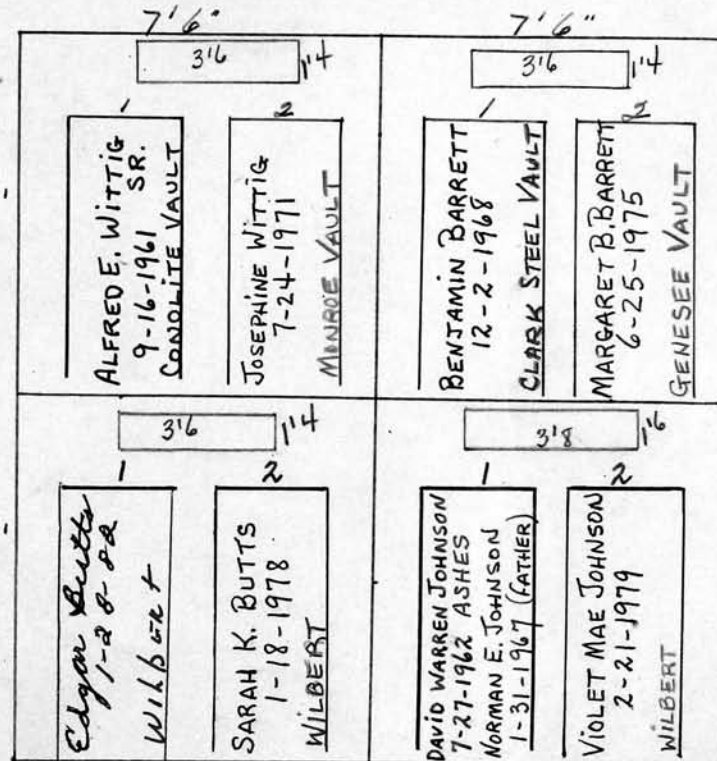 7'6"
7'6"
3'6
1'4
3'6
1'4
1
2
1
2
ALFRED E. WITTIG
SR.
9-16-1961
CONOLITE VAULT
JOSEPHINE WITTIG
7-24-1971
MONROE VAULT
BENJAMIN BARRETT
12-2-1968
CLARK STEEL VAULT
MARGARET B. BARRETT
6-25-1975
GENESEE VAULT
3'6
1'4
3'8
1'6
1
2
1
2
Edgar Butts
1-28-82
Wilbert
SARAH K. BUTTS
1-18-1978
WILBERT
DAVID WARREN JOHNSON
7-27-1962 ASHES
NORMAN E. JOHNSON
1-31-1967 (FATHER)
VIOLET MAE JOHNSON
2-21-1979
WILBERT